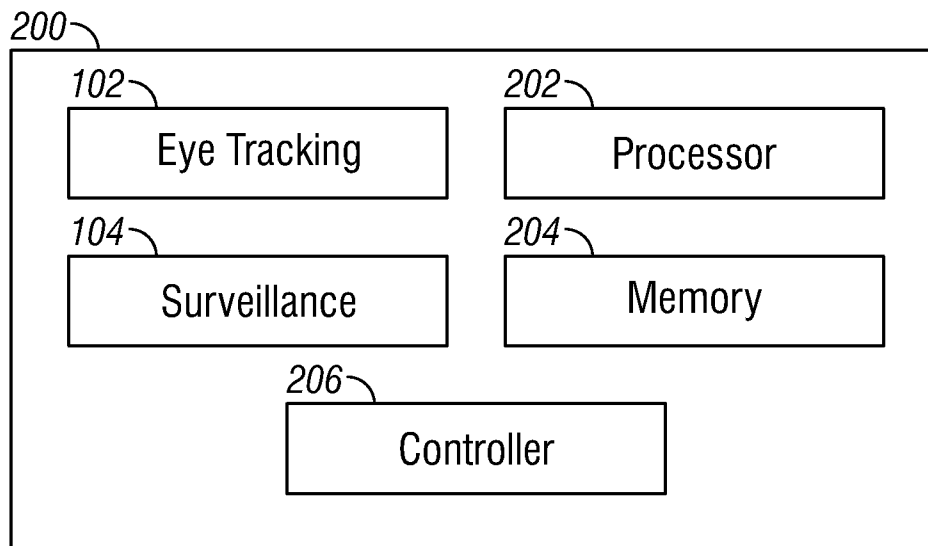 200
102 202
Eye Tracking Processor
104 204
Surveillance Memory
206
Controller